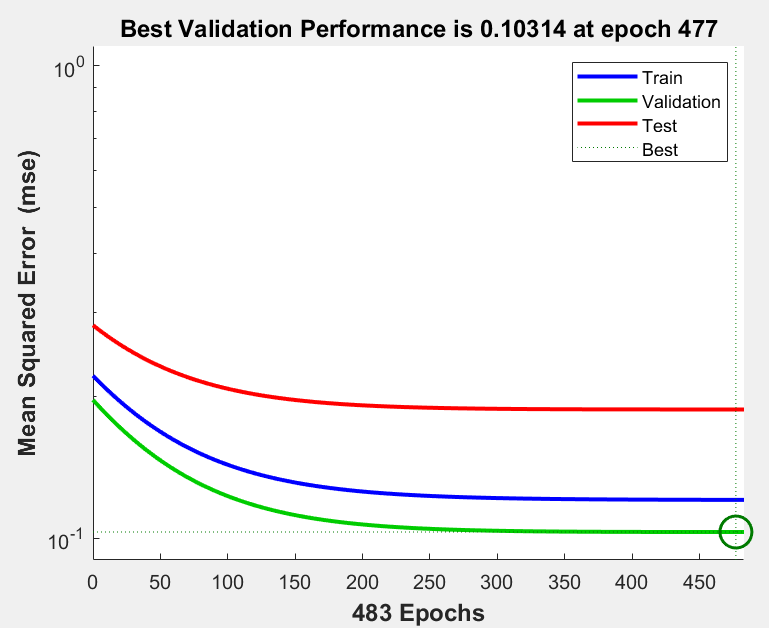 Best Validation Performance is 0.10314 at epoch 477
10^0
Train
Validation
Test
Best
Mean Squared Error (mse)
10^-1
0 50 100 150 200 250 300 350 400 450
483 Epochs